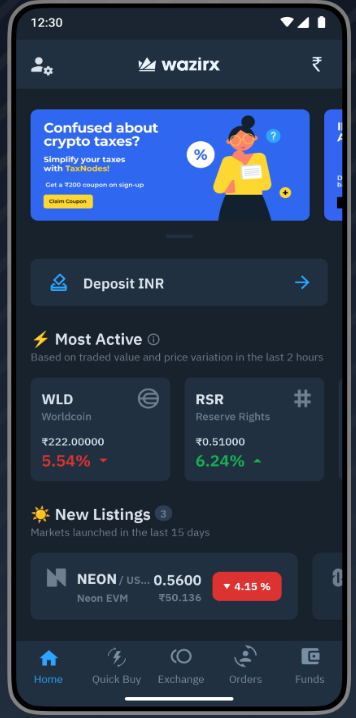 12:30
wazirx
₹
Confused about
crypto taxes?
Simplify your taxes
with TaxNodes!
Get a ₹200 coupon on sign-up
Claim Coupon
%
?
Deposit INR
Most Active
Based on traded value and price variation in the last 2 hours
WLD
Worldcoin
₹222.00000
5.54%
RSR
Reserve Rights
₹0.51000
6.24%
New Listings 3
Markets launched in the last 15 days
NEON / US... 0.5600
Neon EVM ₹50.136
4.15 %
Home Quick Buy Exchange Orders Funds